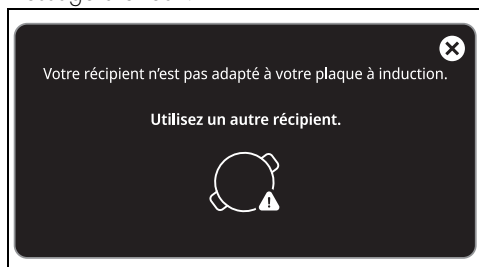 Votre récipient n'est pas adapté à votre plaque à induction.
Utilisez un autre récipient.